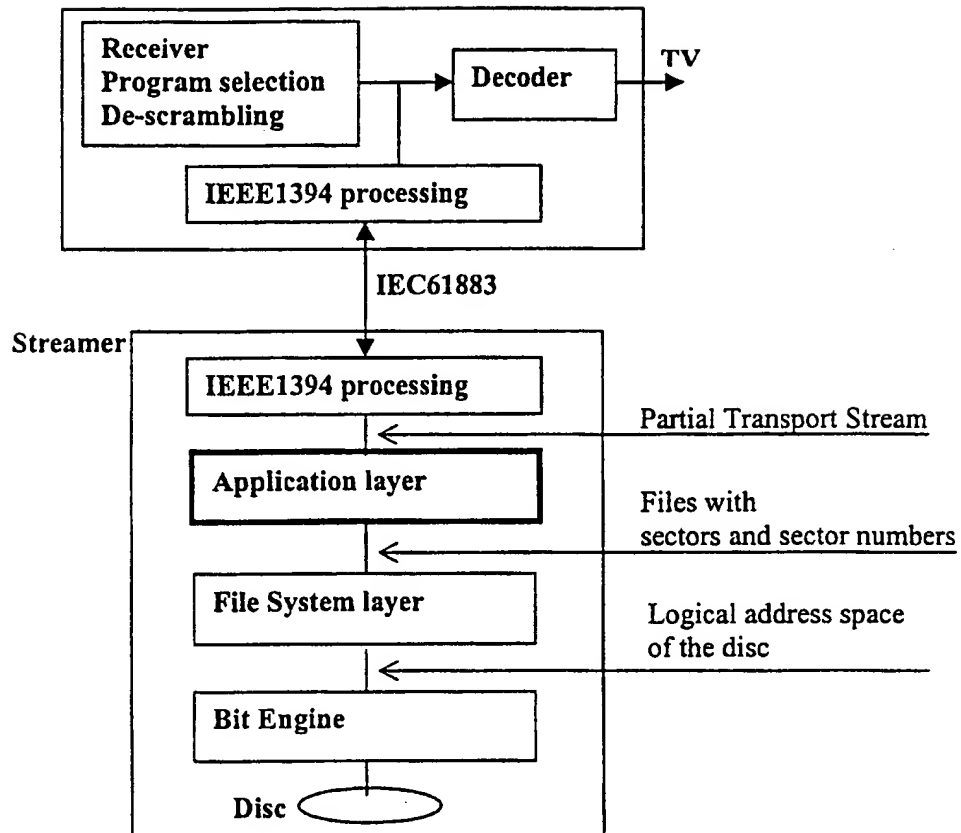 Receiver
Program selection
De-scrambling
Decoder
TV
IEEE1394 processing
IEC61883
Streamer
IEEE1394 processing
Partial Transport Stream
Application layer
Files with
sectors and sector numbers
File System layer
Logical address space
of the disc
Bit Engine
Disc